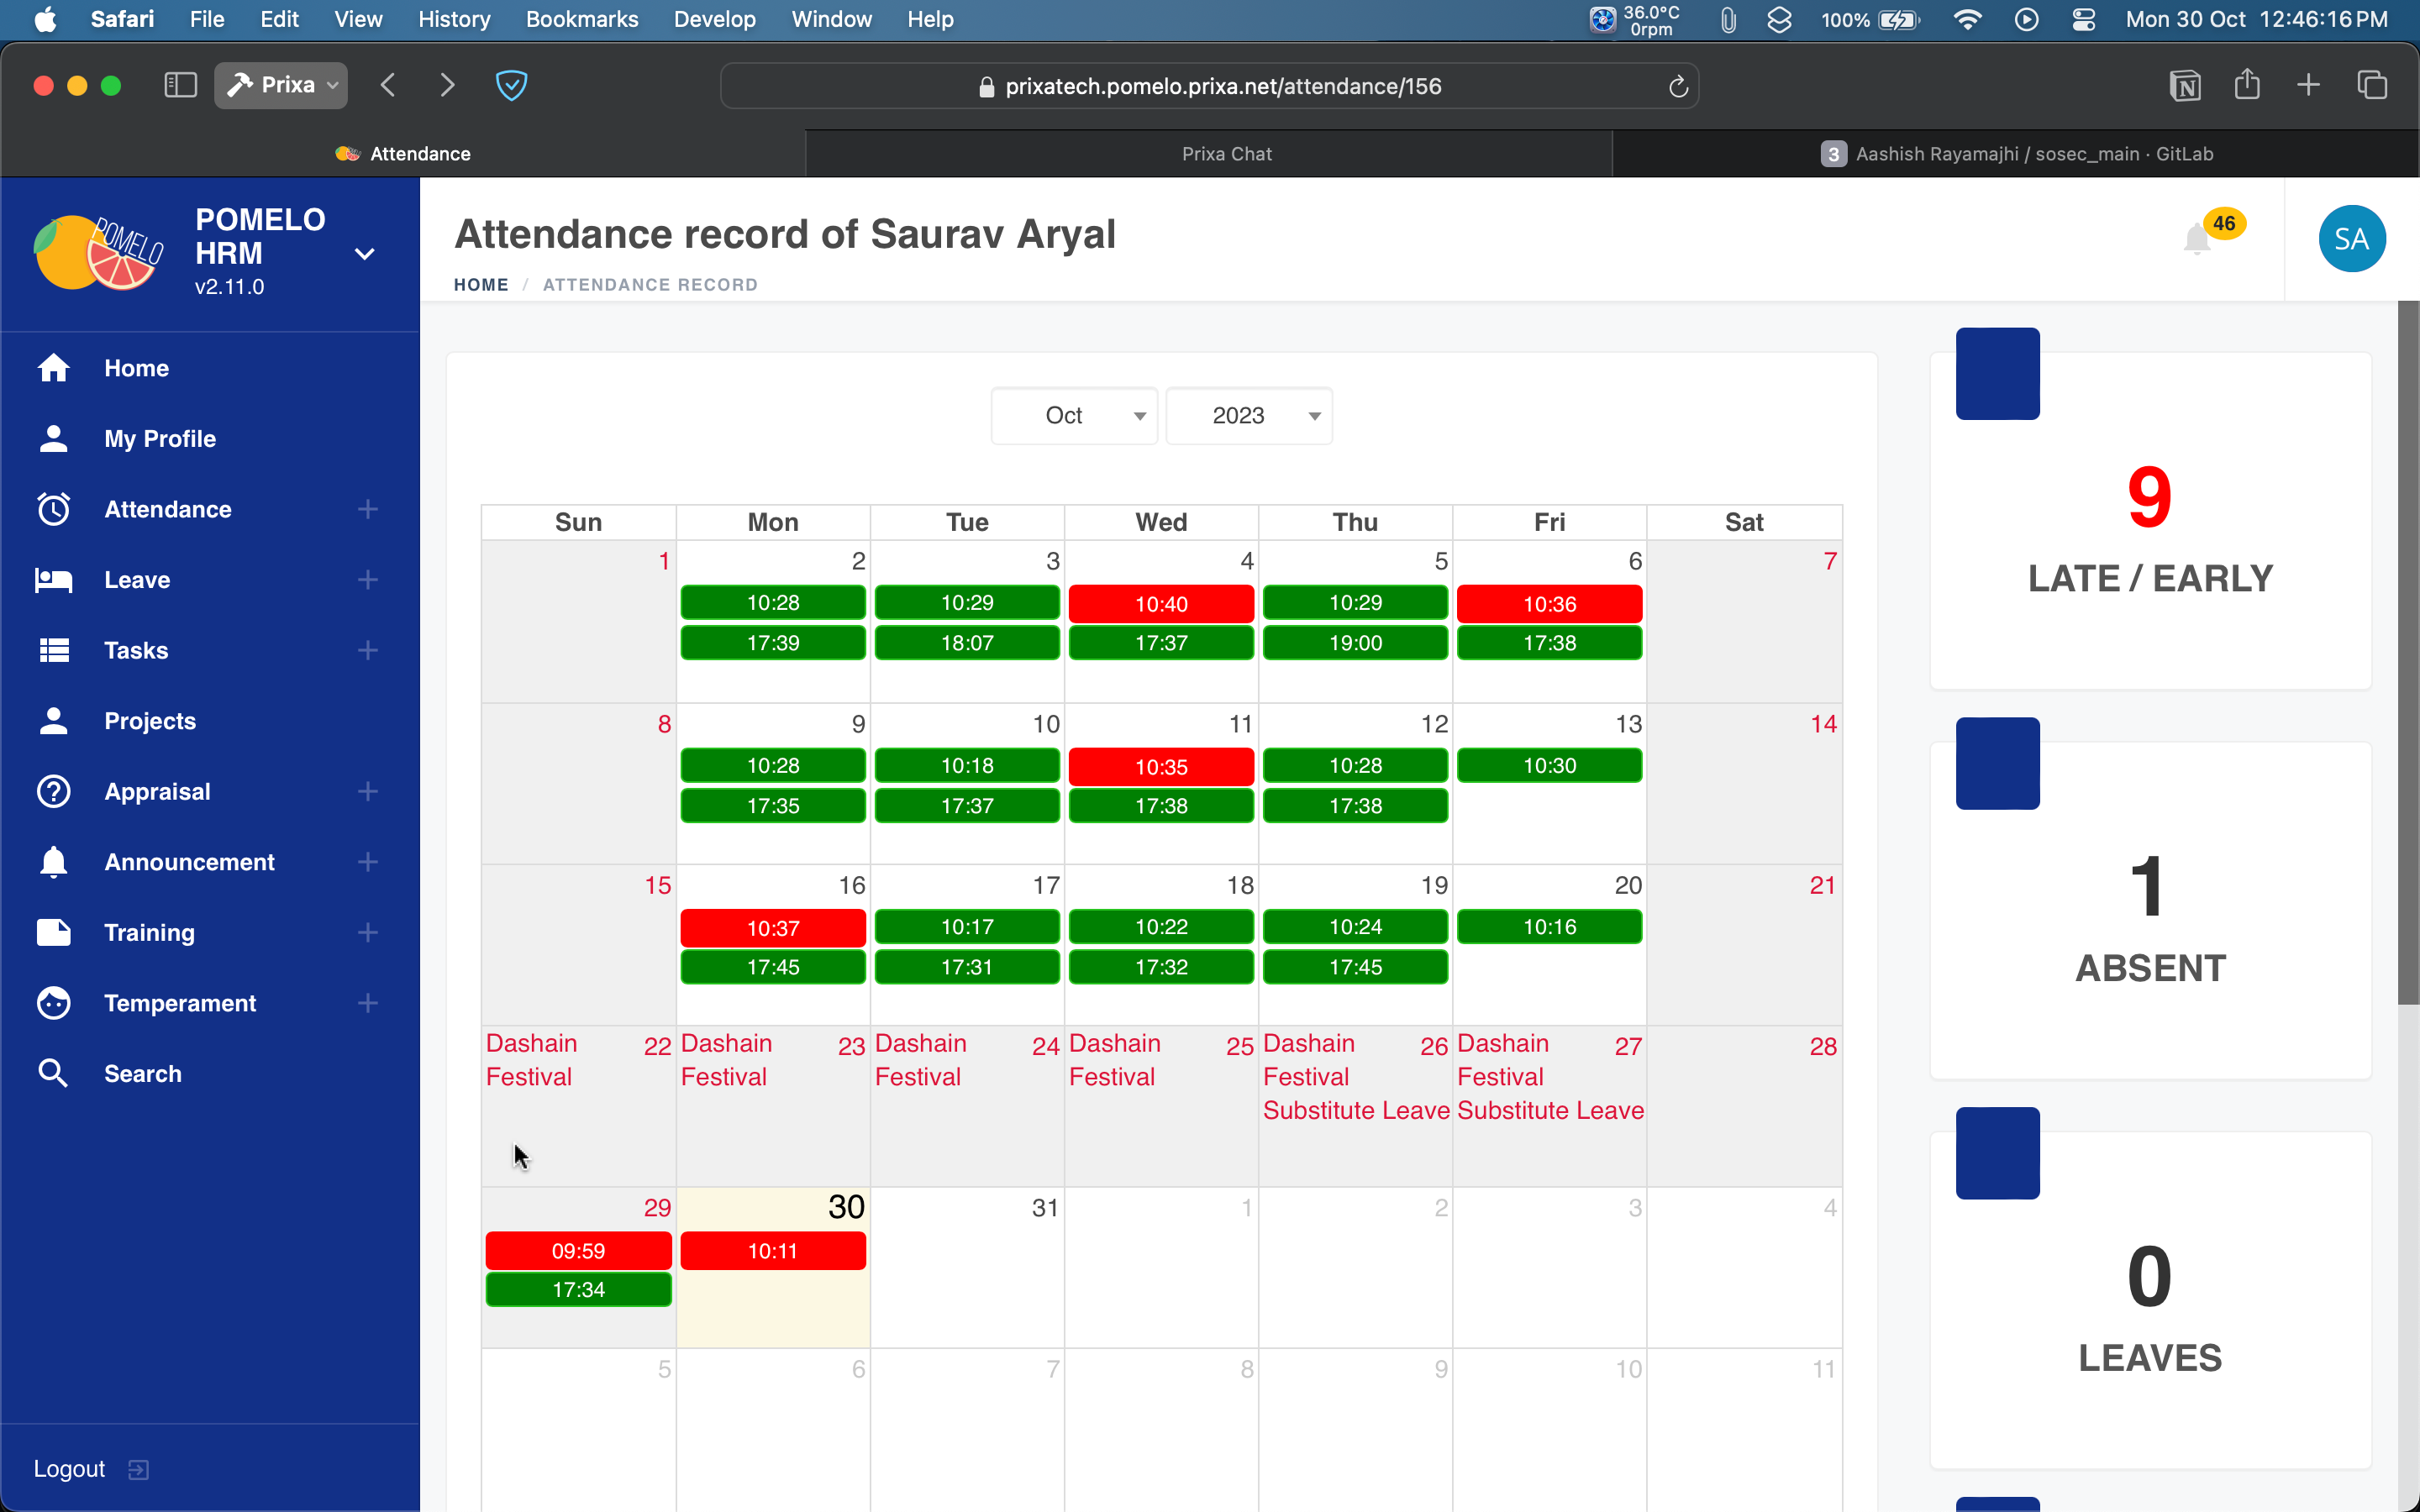 Safari File Edit View History Bookmarks Develop Window Help 36.0°C 100% Mon 30 Oct 12:46:16 PM
0rpm
Prixa prixatech.pomelo.prixa.net/attendance/156
Attendance Prixa Chat 3 Aashish Rayamajhi / sosec_main · GitLab
POMELO
POMELO
HRM
v2.11.0
Home
My Profile
Attendance
Leave
Tasks
Projects
Appraisal
Announcement
Training
Temperament
Search
Logout
Attendance record of Saurav Aryal
HOME / ATTENDANCE RECORD
46
SA
Oct 2023
Sun Mon Tue Wed Thu Fri Sat
1 2 3 4 5 6 7
10:28 10:29 10:40 10:29 10:36
17:39 18:07 17:37 19:00 17:38
8 9 10 11 12 13 14
10:28 10:18 10:35 10:28 10:30
17:35 17:37 17:38 17:38
15 16 17 18 19 20 21
10:37 10:17 10:22 10:24 10:16
17:45 17:31 17:32 17:45
Dashain 22 Dashain 23 Dashain 24 Dashain 25 Dashain 26 Dashain 27 28
Festival Festival Festival Festival Festival Festival
Substitute Leave Substitute Leave
29 30 31 1 2 3 4
09:59 10:11
17:34
5 6 7 8 9 10 11
9
LATE / EARLY
1
ABSENT
0
LEAVES